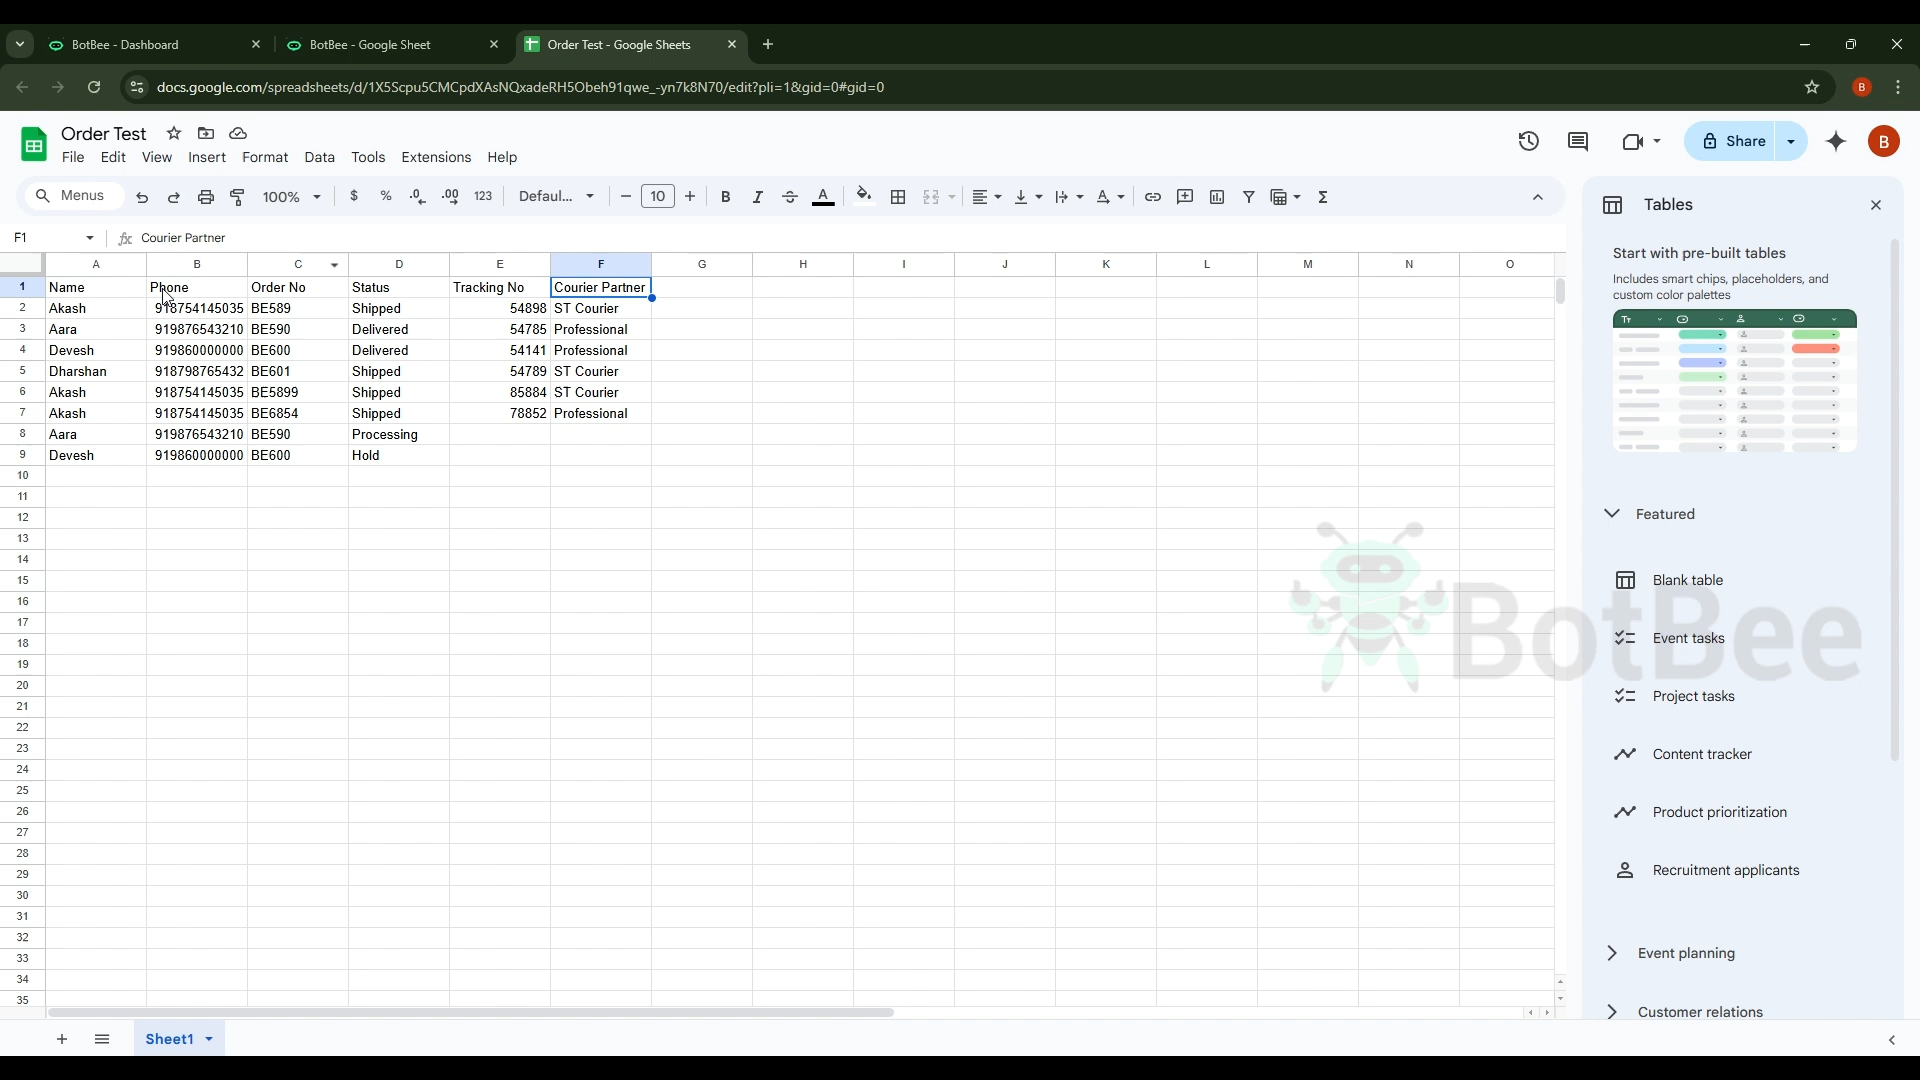 BotBee - Dashboard
BotBee - Google Sheet
Order Test - Google Sheets
docs.google.com/spreadsheets/d/1X5Scpu5CMCpdXAsNQxadeRH5Obeh91qwe_-yn7k8N70/edit?pli=1&gid=0#gid=0
B
Order Test
File Edit View Insert Format Data Tools Extensions Help
Share
B
Menus 100% $ % .0 .00 123 Defaul... 10 B I A
F1 Courier Partner
A B C D E F G H I J K L M N O
1 Name Phone Order No Status Tracking No Courier Partner
2 Akash 918754145035 BE589 Shipped 54898 ST Courier
3 Aara 919876543210 BE590 Delivered 54785 Professional
4 Devesh 919860000000 BE600 Delivered 54141 Professional
5 Dharshan 918798765432 BE601 Shipped 54789 ST Courier
6 Akash 918754145035 BE5899 Shipped 85884 ST Courier
7 Akash 918754145035 BE6854 Shipped 78852 Professional
8 Aara 919876543210 BE590 Processing
9 Devesh 919860000000 BE600 Hold
10
11
12
13
14
15
16
17
18
19
20
21
22
23
24
25
26
27
28
29
30
31
32
33
34
35
Sheet1
Tables
Start with pre-built tables
Includes smart chips, placeholders, and
custom color palettes
Tт
Featured
Blank table
Event tasks
Project tasks
Content tracker
Product prioritization
Recruitment applicants
Event planning
Customer relations
BotBee